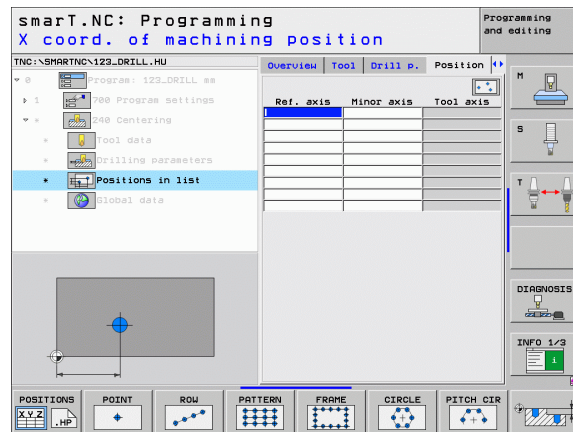 smarT.NC: Programming
X coord. of machining position
Programming and editing
TNC:\SMARTNC\123_DRILL.HU
0 Program: 123_DRILL mm
1 700 Program settings
* 240 Centering
* Tool data
* Drilling parameters
* Positions in list
* Global data
Overview Tool Drill p. Position
Ref. axis Minor axis Tool axis
M
S
T
DIAGNOSIS
INFO 1/3
POSITIONS POINT ROW PATTERN FRAME CIRCLE PITCH CIR
XYZ .HP